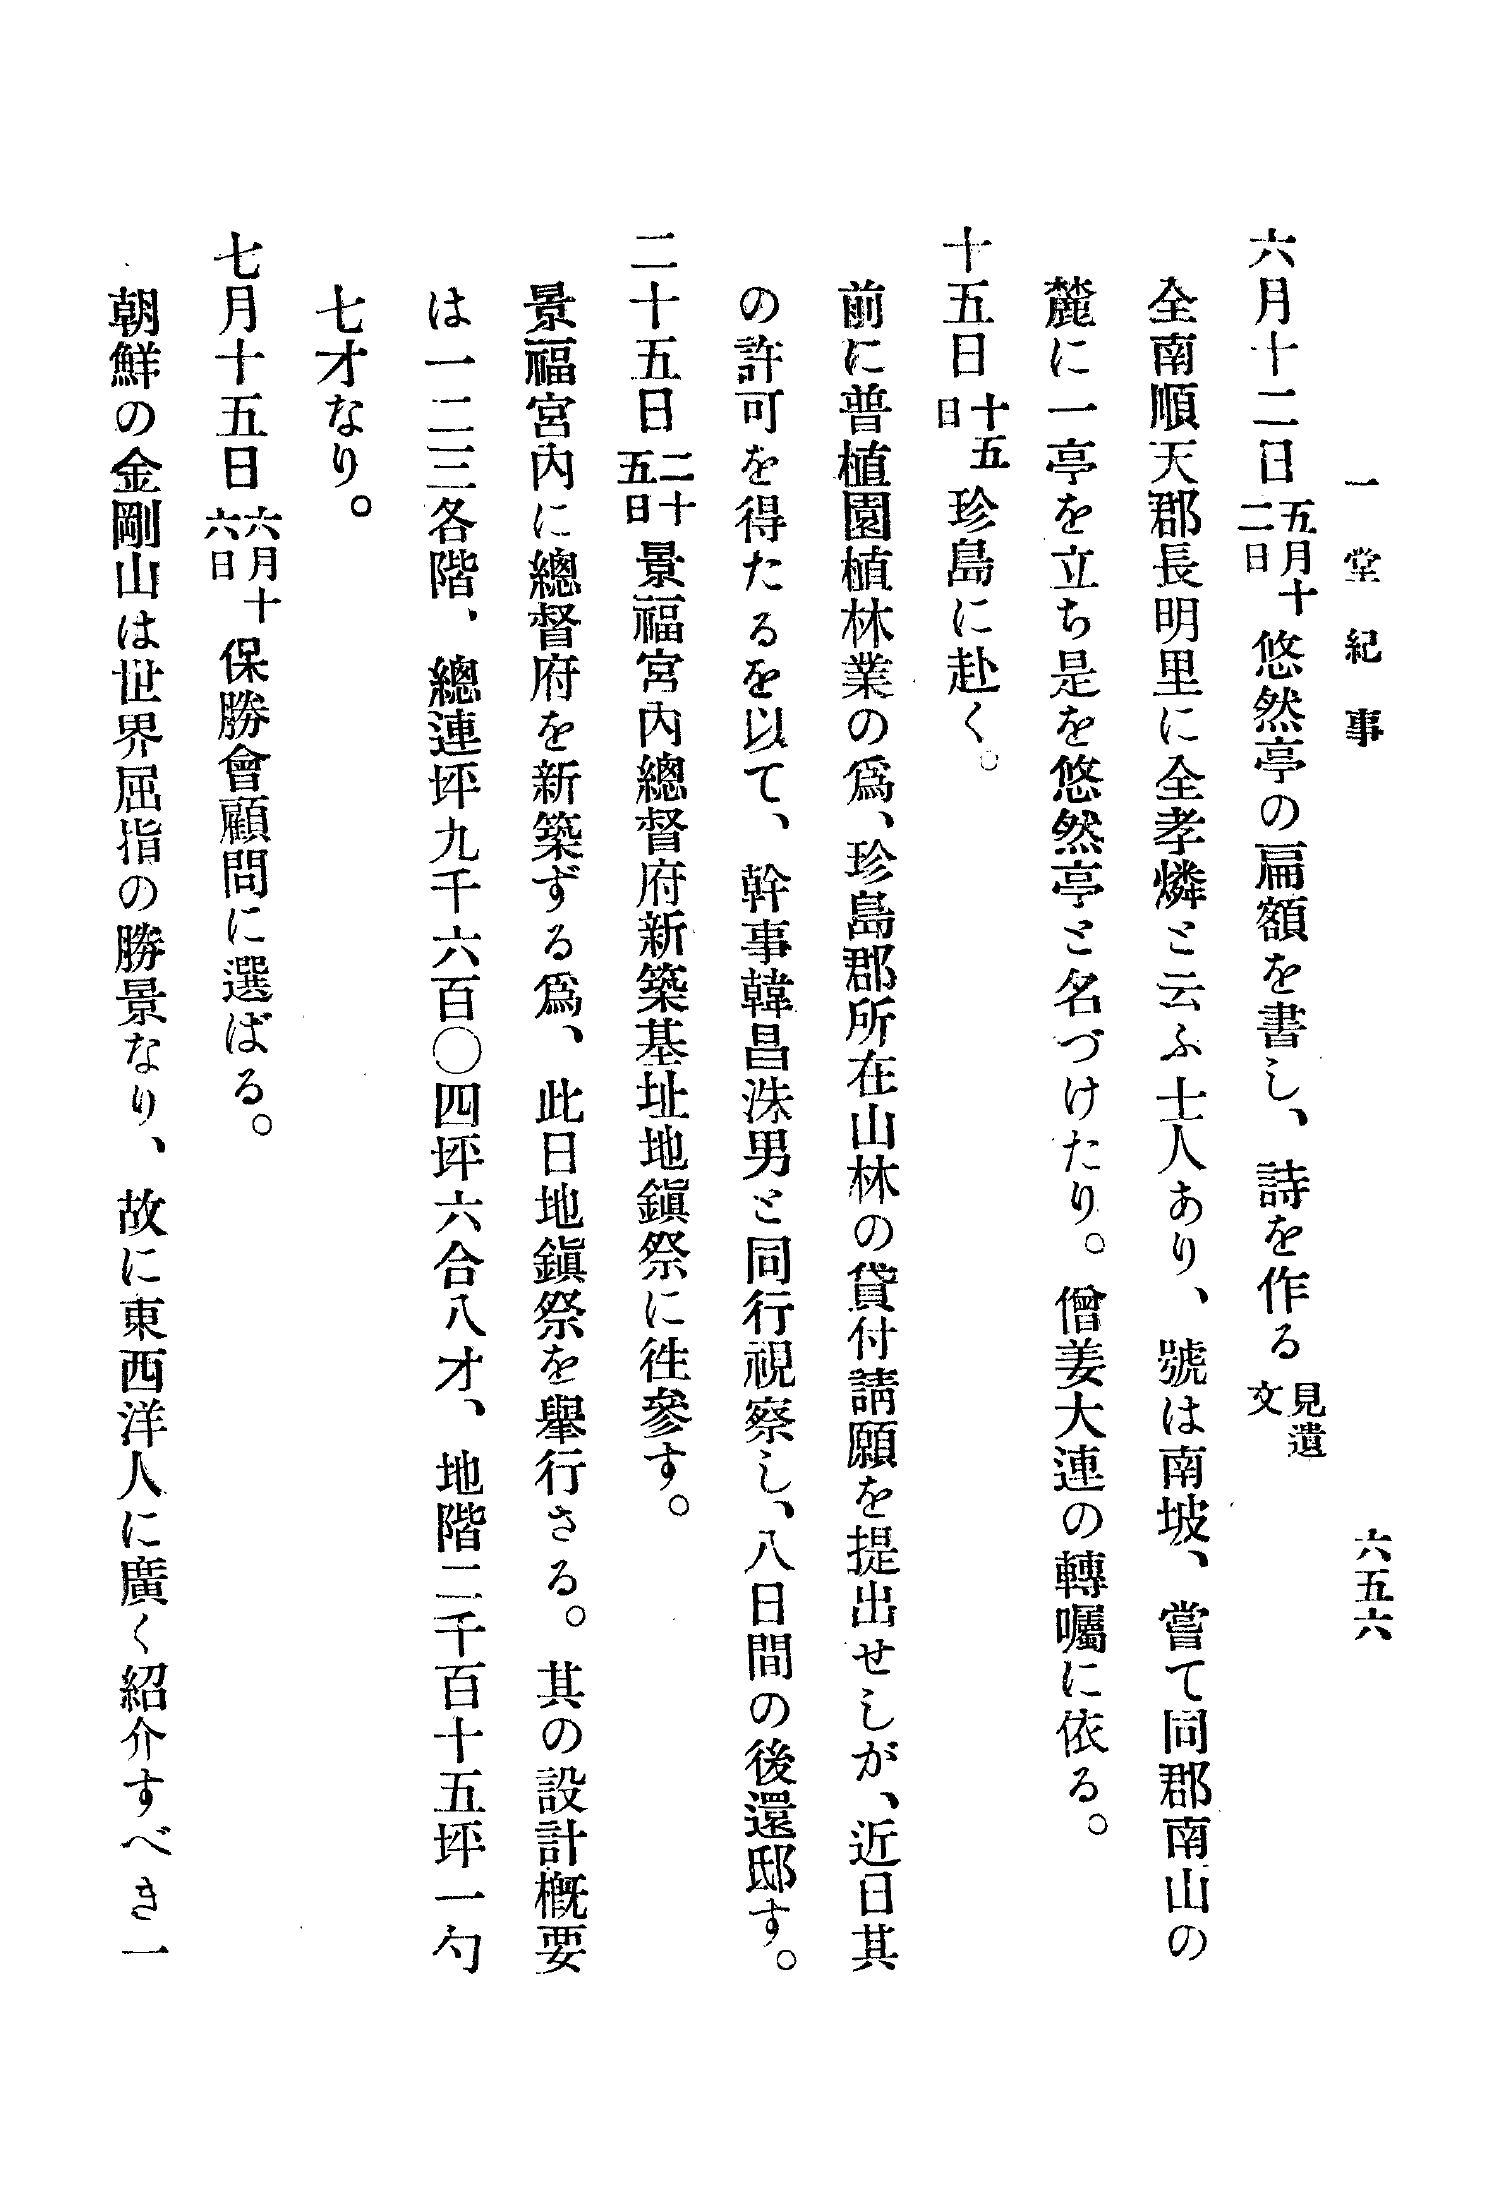 一堂紀事
六五六
六月十二日五月十二日悠然亭の扁額を書し、詩を作る見遺文
全南順天郡長明里に全孝燐と云ふ士人あり、號は南坡、嘗て同郡南山の
麓に一亭を立ち是を悠然亭と名づけたり。僧姜大連の轉囑に依る。
十五日十五日珍島に赴く。
前に普植園植林業の爲、珍島郡所在山林の貸付請願を提出せしが、近日其
の許可を得たるを以て、幹事韓昌洙男と同行視察し、八日間の後還邸す。
二十五日二十五日景福宮內總督府新築基址地鎭祭に徃參す。
景福宮內に總督府を新築ずる爲、此日地鎭祭を擧行さる。其の設計槪要
は一二三各階、總連坪九千六百〇四坪六合八才、地階二千百十五坪一勺
七才なり。
七月十五日六月十六日保勝會顧問に選ばる。
朝鮮の金剛山は世界屈指の勝景なり、故に東西洋人に廣く紹介すべき一